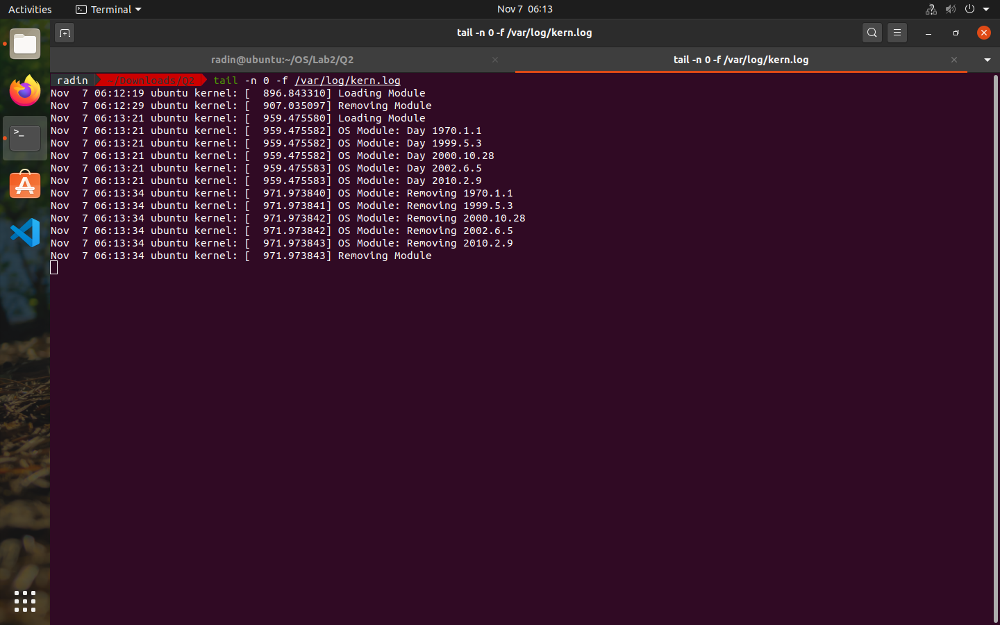 Activities Terminal Nov 7 06:13
tail -n 0 -f /var/log/kern.log
radin@ubuntu:~/OS/Lab2/Q2 tail -n 0 -f /var/log/kern.log
radin ~/Downloads/Q2 tail -n 0 -f /var/log/kern.log
Nov  7 06:12:19 ubuntu kernel: [  896.843310] Loading Module
Nov  7 06:12:29 ubuntu kernel: [  907.035097] Removing Module
Nov  7 06:13:21 ubuntu kernel: [  959.475580] Loading Module
Nov  7 06:13:21 ubuntu kernel: [  959.475582] OS Module: Day 1970.1.1
Nov  7 06:13:21 ubuntu kernel: [  959.475582] OS Module: Day 1999.5.3
Nov  7 06:13:21 ubuntu kernel: [  959.475582] OS Module: Day 2000.10.28
Nov  7 06:13:21 ubuntu kernel: [  959.475583] OS Module: Day 2002.6.5
Nov  7 06:13:21 ubuntu kernel: [  959.475583] OS Module: Day 2010.2.9
Nov  7 06:13:34 ubuntu kernel: [  971.973840] OS Module: Removing 1970.1.1
Nov  7 06:13:34 ubuntu kernel: [  971.973841] OS Module: Removing 1999.5.3
Nov  7 06:13:34 ubuntu kernel: [  971.973842] OS Module: Removing 2000.10.28
Nov  7 06:13:34 ubuntu kernel: [  971.973842] OS Module: Removing 2002.6.5
Nov  7 06:13:34 ubuntu kernel: [  971.973843] OS Module: Removing 2010.2.9
Nov  7 06:13:34 ubuntu kernel: [  971.973843] Removing Module